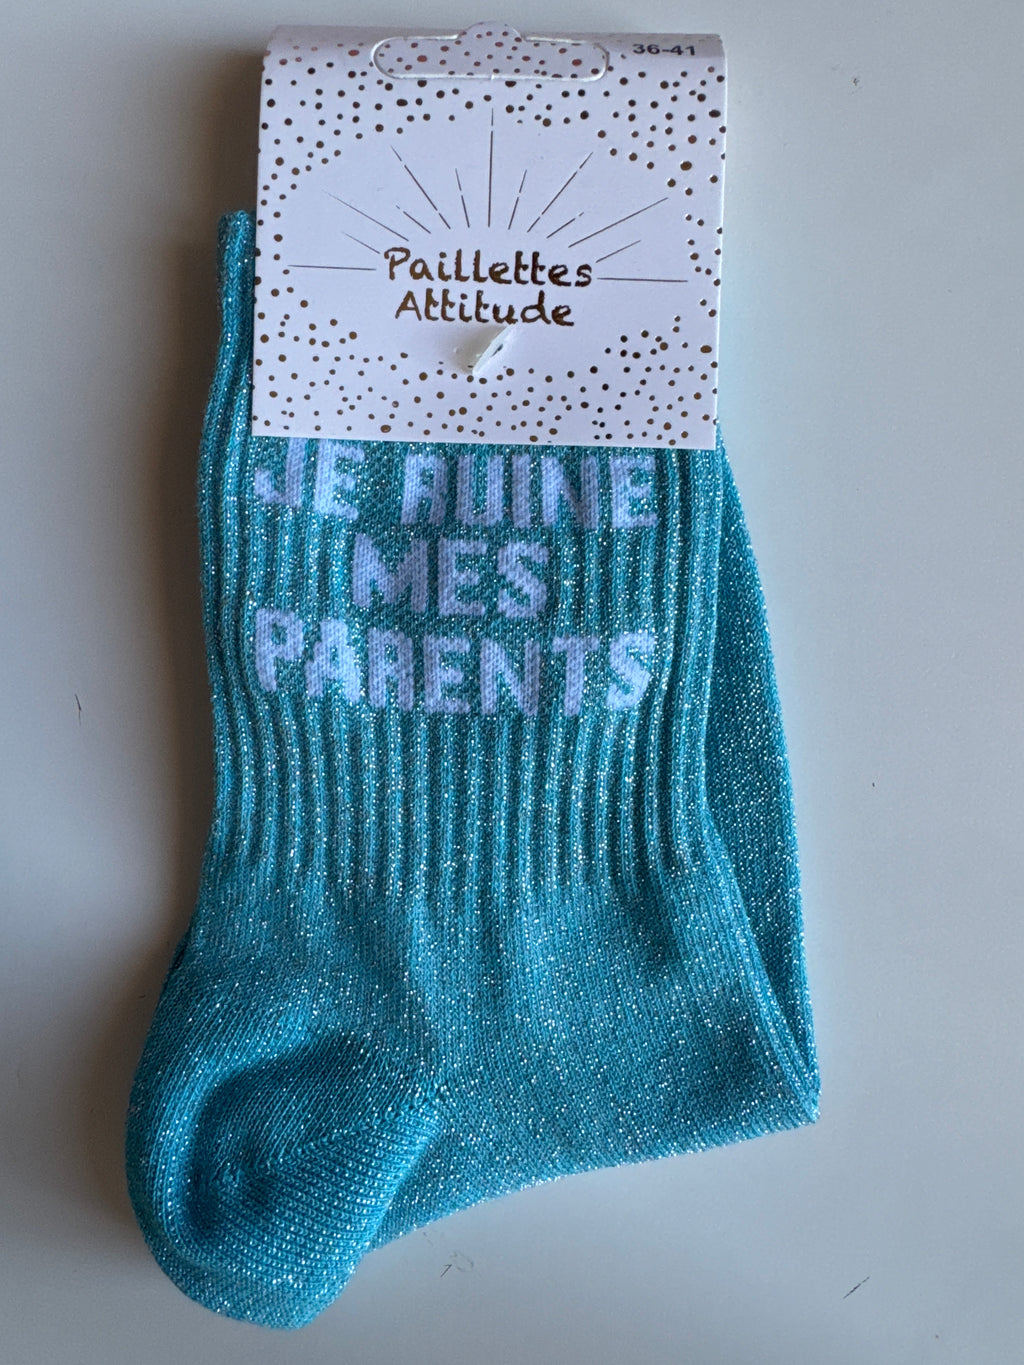 36-41
Paillettes
Attitude
JE RUINE
MES
PARENTS